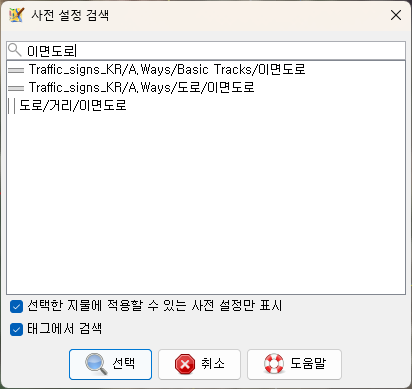 사전 설정 검색
이면도로
Traffic_signs_KR/A.Ways/Basic Tracks/이면도로
Traffic_signs_KR/A.Ways/도로/이면도로
도로/거리/이면도로
선택한 지물에 적용할 수 있는 사전 설정만 표시
태그에서 검색
선택 취소 도움말